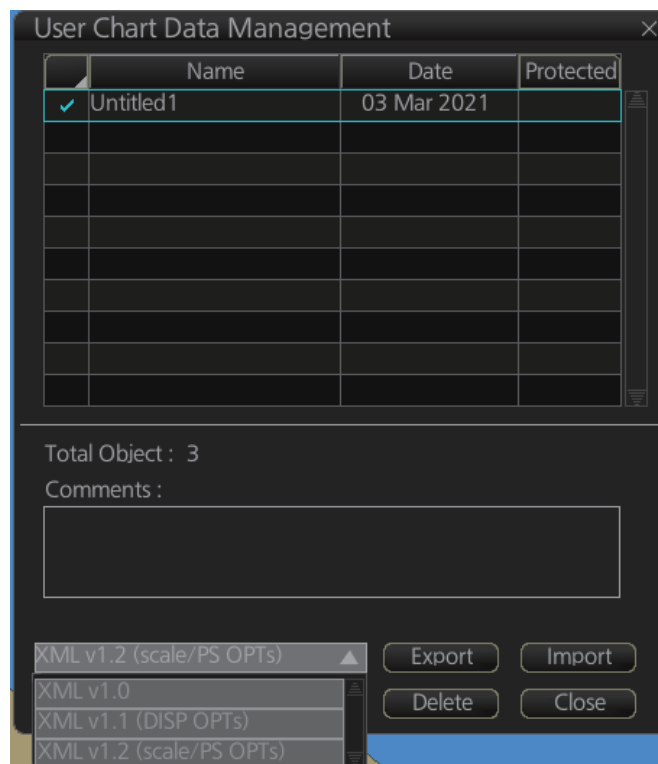 User Chart Data Management
Name Date Protected
Untitled1 03 Mar 2021
Total Object : 3
Comments :
XML v1.2 (scale/PS OPTs) Export Import
XML v1.0
Delete Close
XML v1.1 (DISP OPTs)
XML v1.2 (scale/PS OPTs)